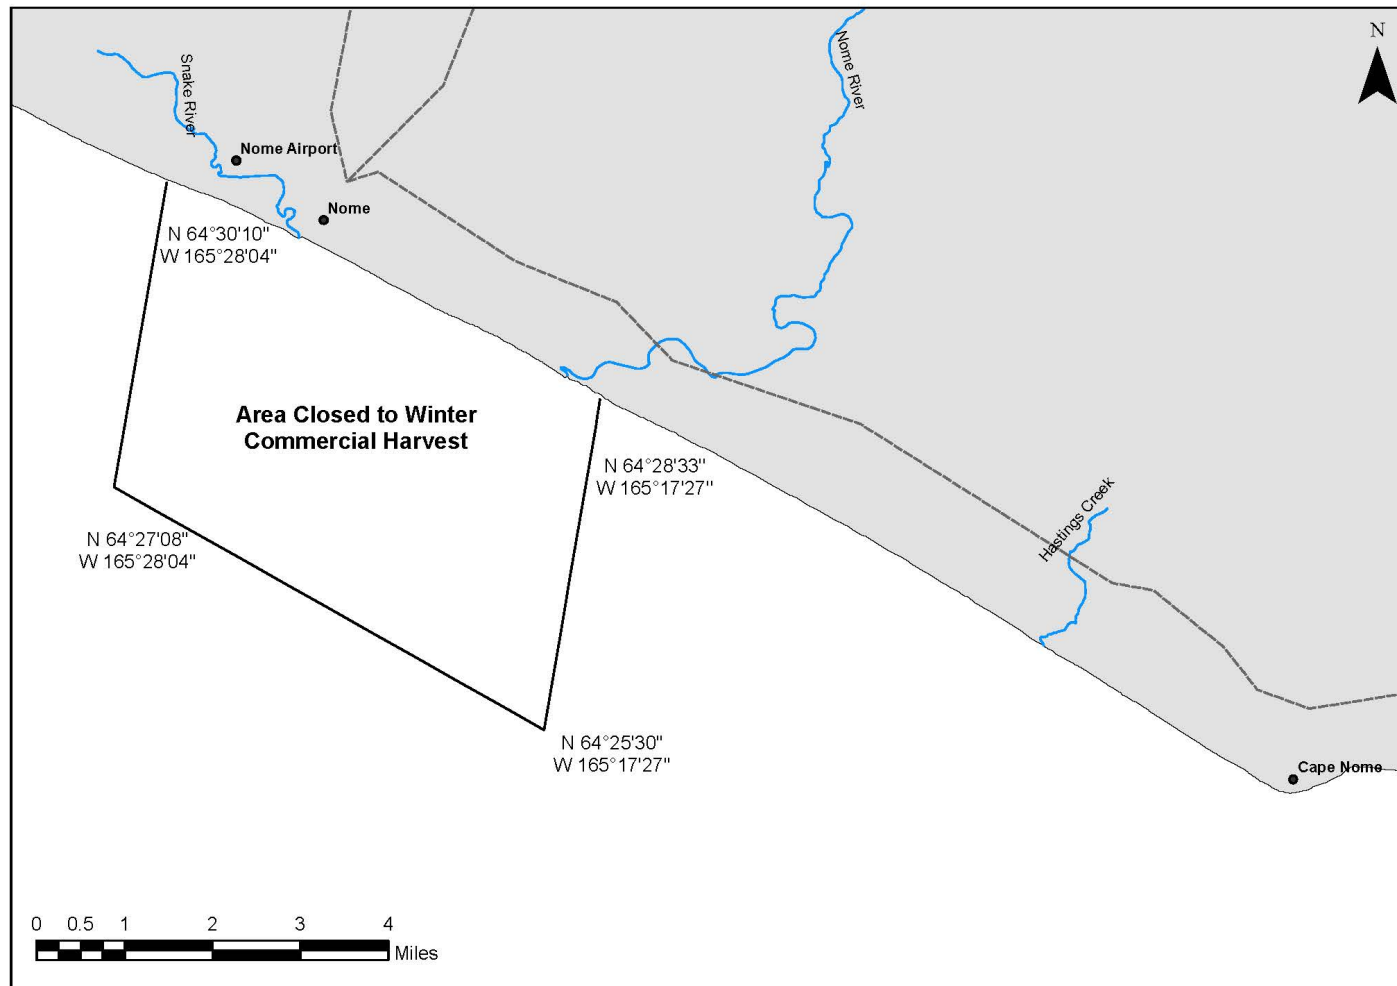 N
Snake River
Nome River
Nome Airport
Nome
N 64°30'10"
W 165°28'04"
Area Closed to Winter
Commercial Harvest
N 64°28'33"
W 165°17'27"
N 64°27'08"
W 165°28'04"
Hastings Creek
N 64°25'30"
W 165°17'27"
Cape Nome
0 0.5 1 2 3 4
Miles